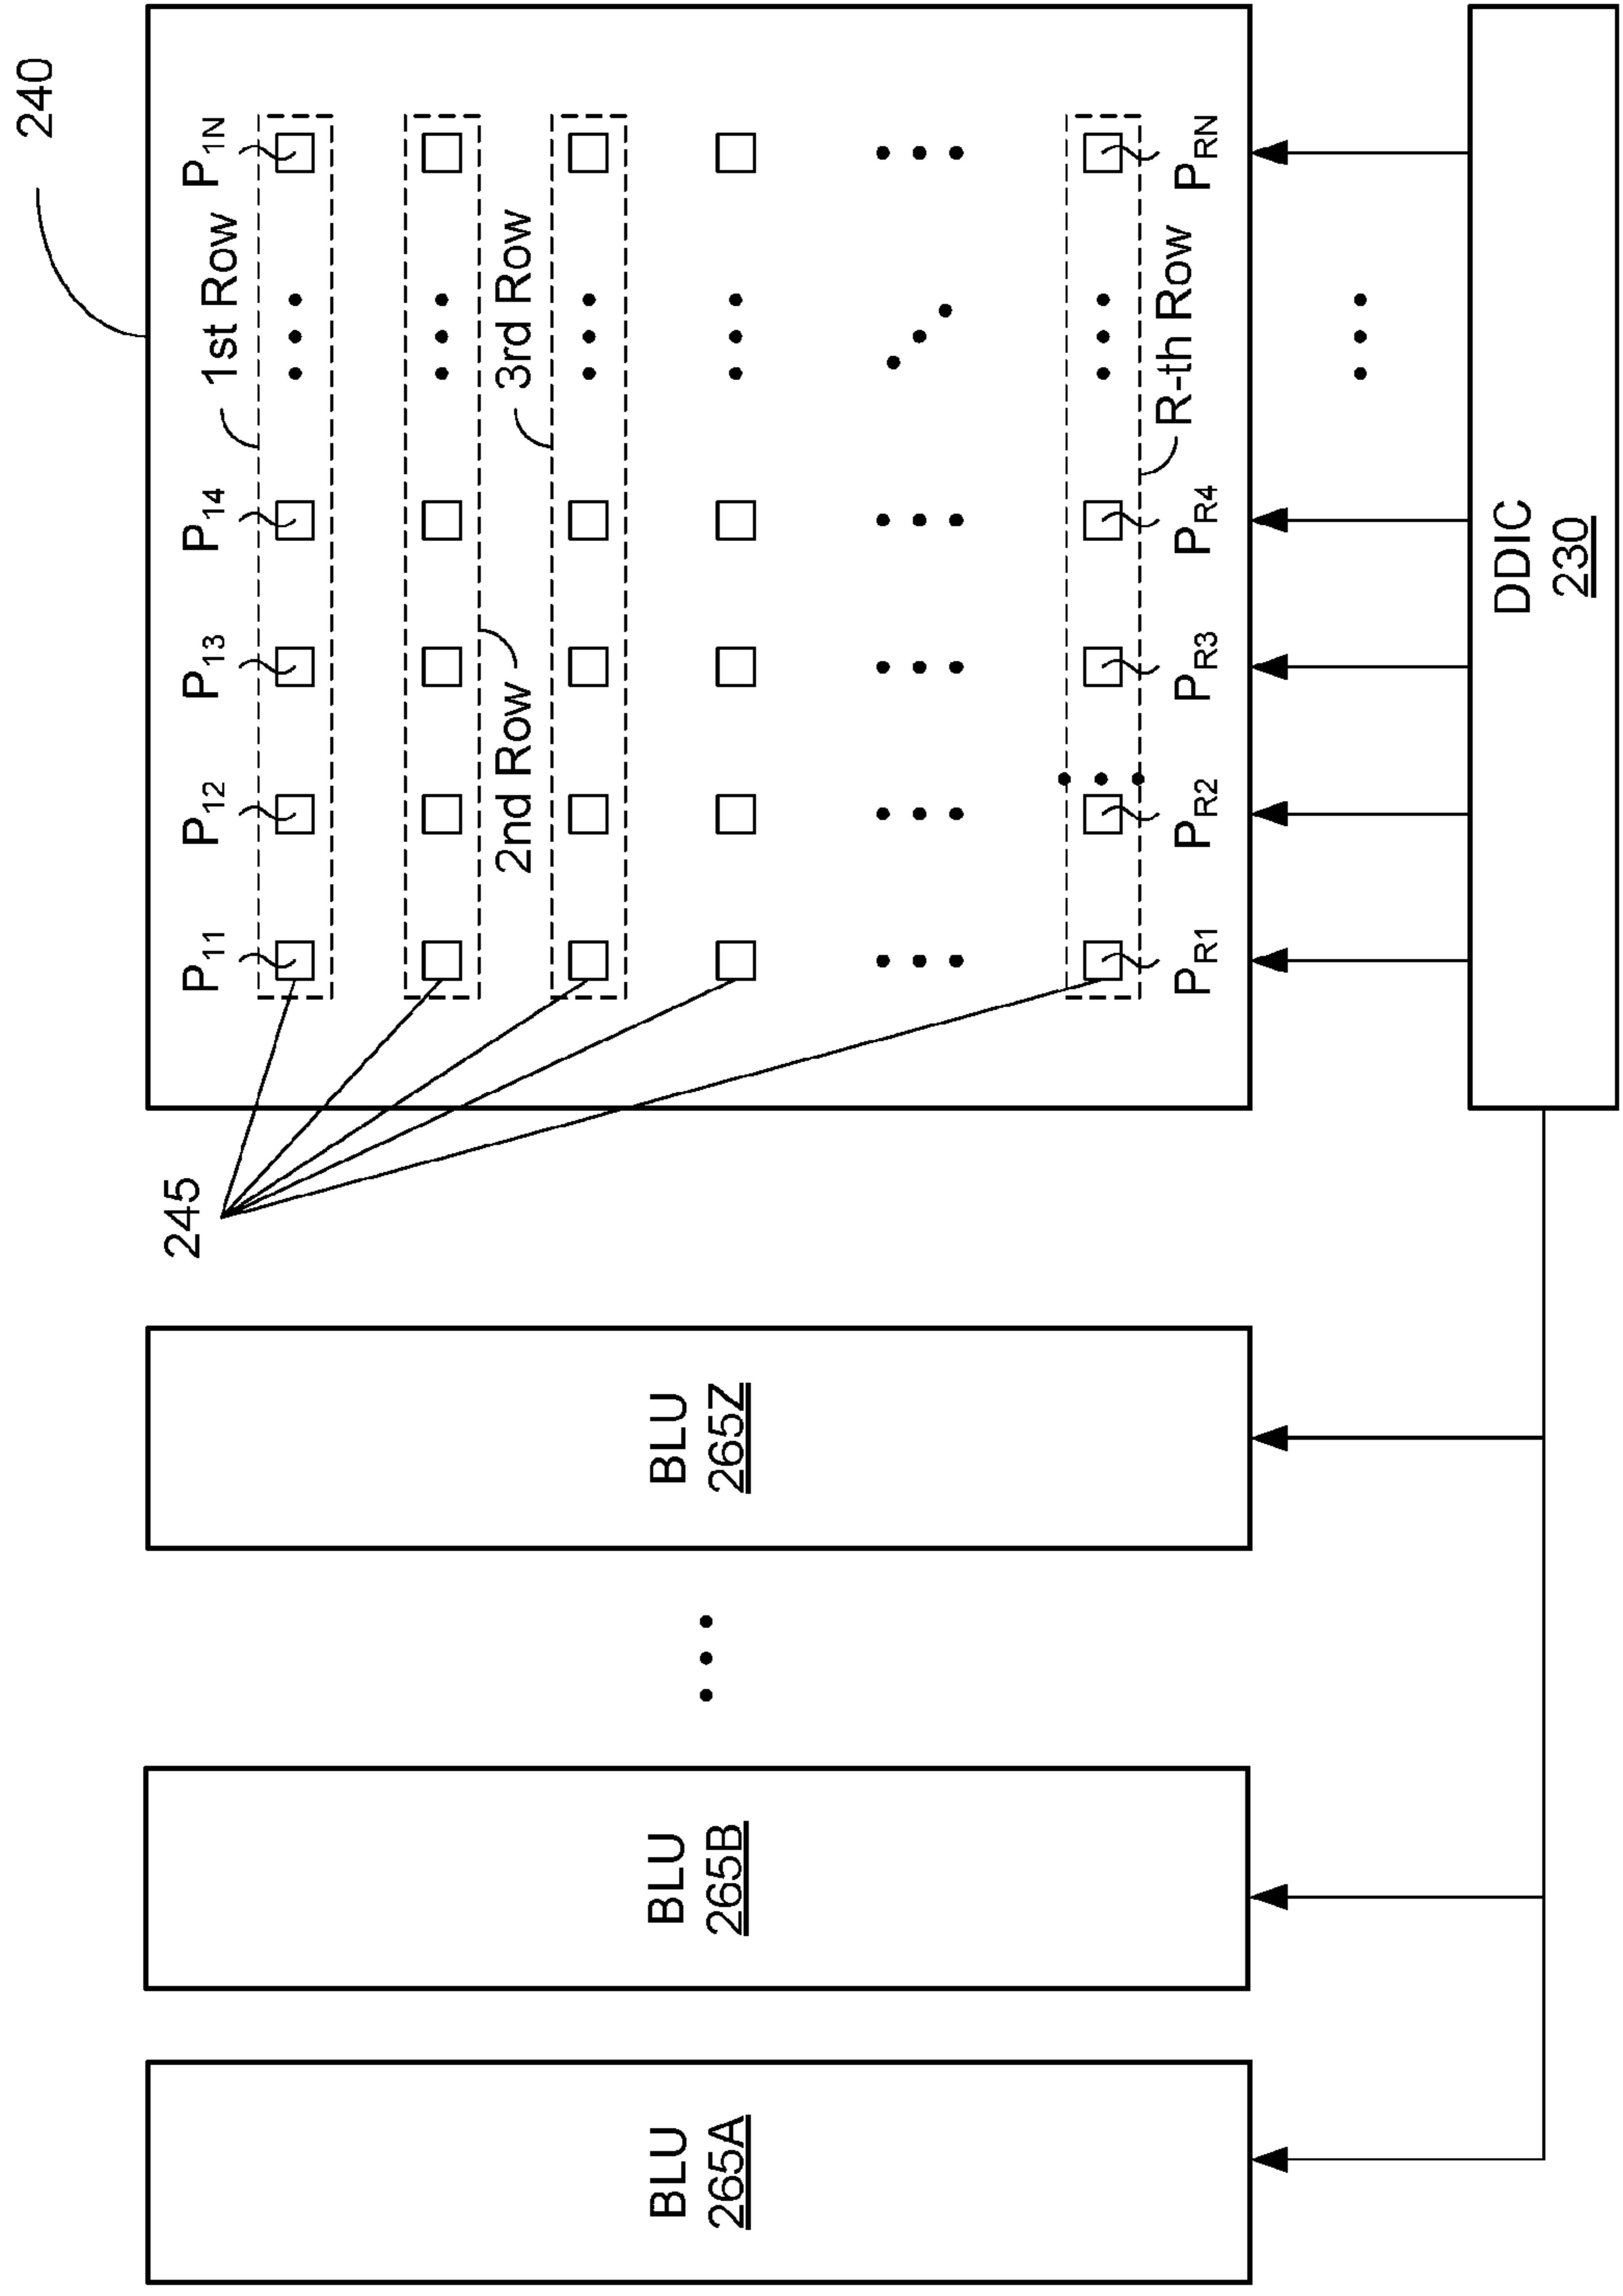 240
P11 P12 P13 P14 P1N
1st Row
2nd Row
3rd Row
R-th Row
PR1 PR2 PR3 PR4 PRN
245
BLU
265A
BLU
265B
BLU
265Z
DDIC
230